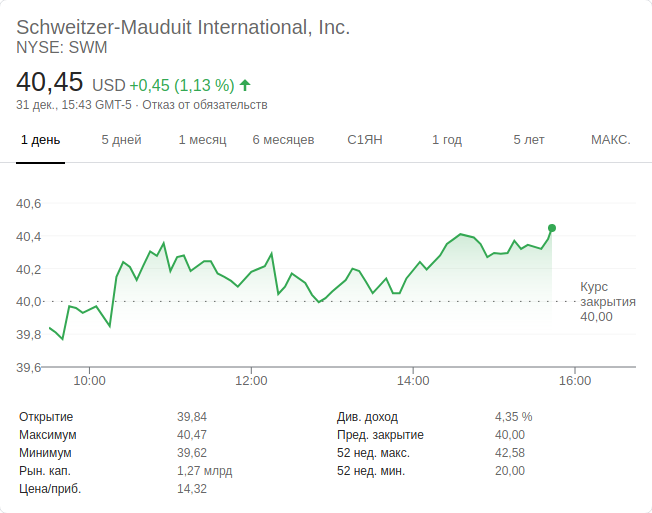 Schweitzer-Mauduit International, Inc.
NYSE: SWM
40,45 USD +0,45 (1,13 %)
31 дек., 15:43 GMT-5 · Отказ от обязательств
1 день 5 дней 1 месяц 6 месяцев С1ЯН 1 год 5 лет МАКС.
40,6
40,4
40,2
40,0
39,8
39,6
Курс
закрытия
40,00
10:00 12:00 14:00 16:00
Открытие 39,84
Максимум 40,47
Минимум 39,62
Рын. кап. 1,27 млрд
Цена/приб. 14,32
Див. доход 4,35 %
Пред. закрытие 40,00
52 нед. макс. 42,58
52 нед. мин. 20,00